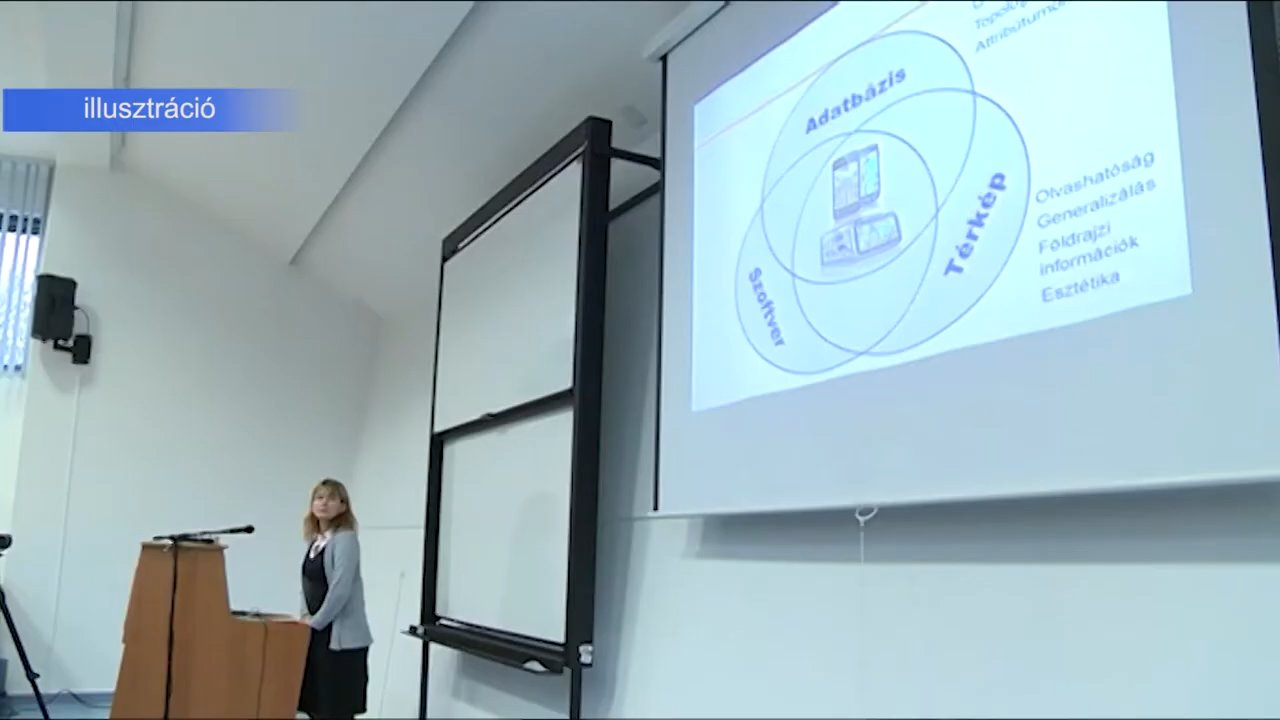 illusztráció
Adatbázis
Térkép
Szoftver
Olvashatóság
Generalizálás
Földrajzi
információk
Esztétika